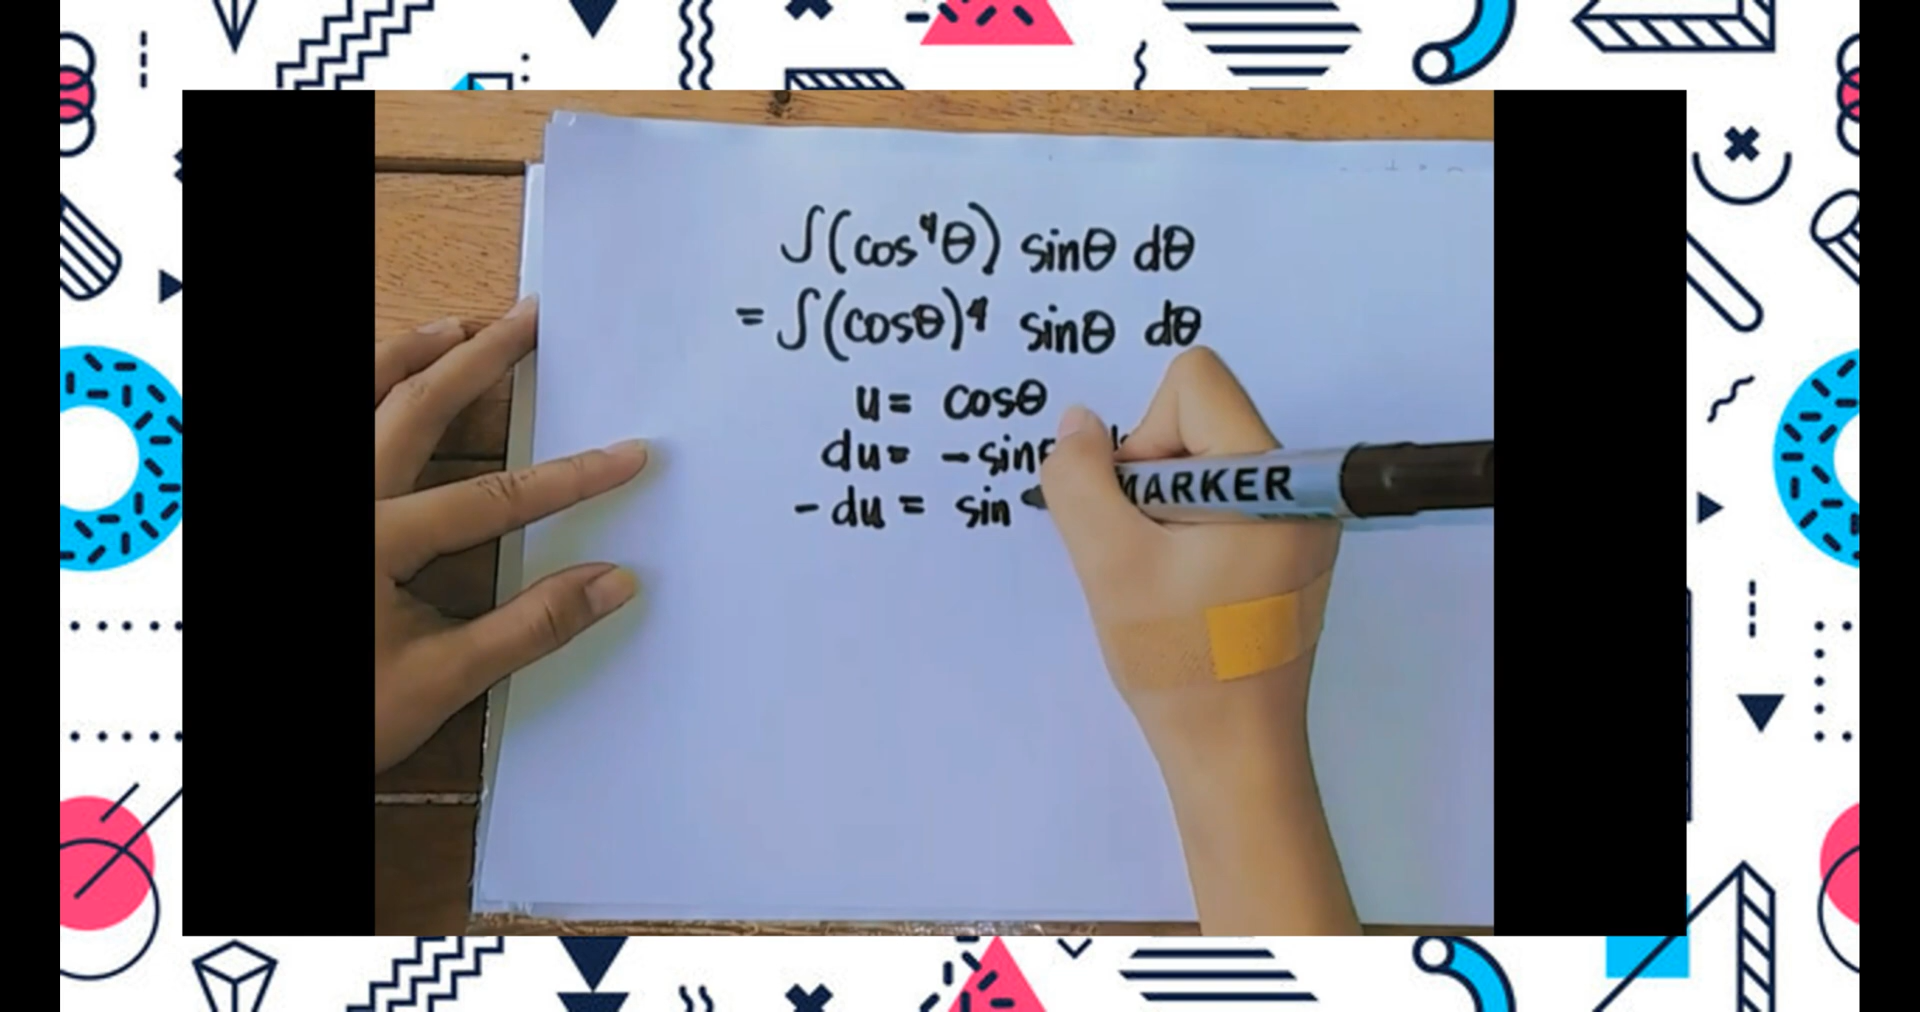 ∫(cos⁴θ) sinθ dθ
= ∫(cosθ)⁴ sinθ dθ
u = cosθ
du = -sin
- du = sin
MARKER